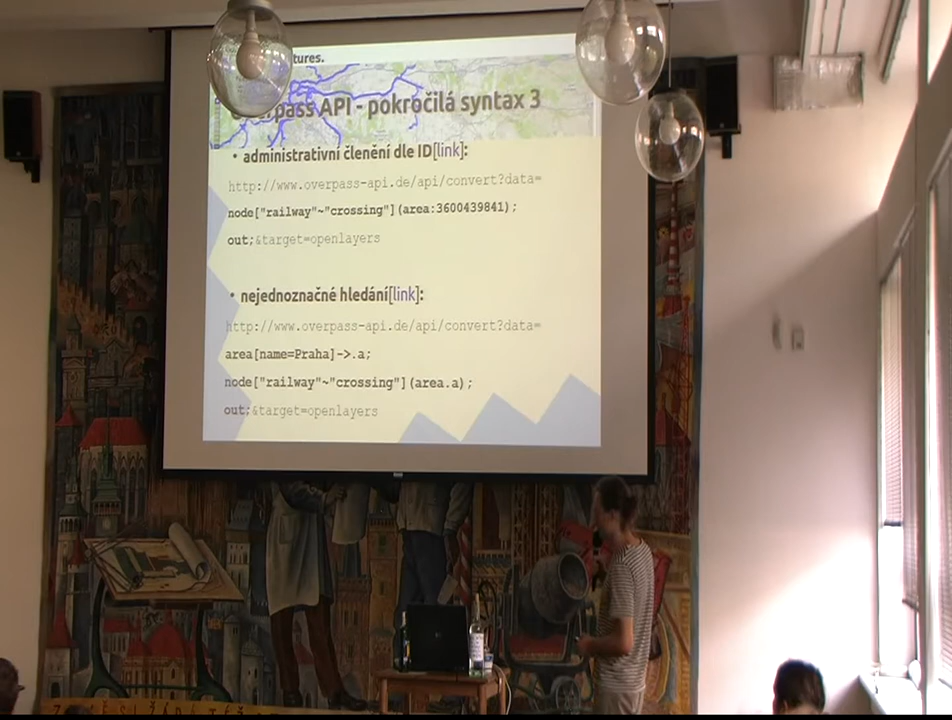 tures.
Overpass API - pokročilá syntax 3
• administrativní členění dle ID[link]:
http://www.overpass-api.de/api/convert?data=
node["railway"~"crossing"](area:3600439841);
out;&target=openlayers
• nejednoznačné hledání[link]:
http://www.overpass-api.de/api/convert?data=
area[name=Praha]->.a;
node["railway"~"crossing"](area.a);
out;&target=openlayers